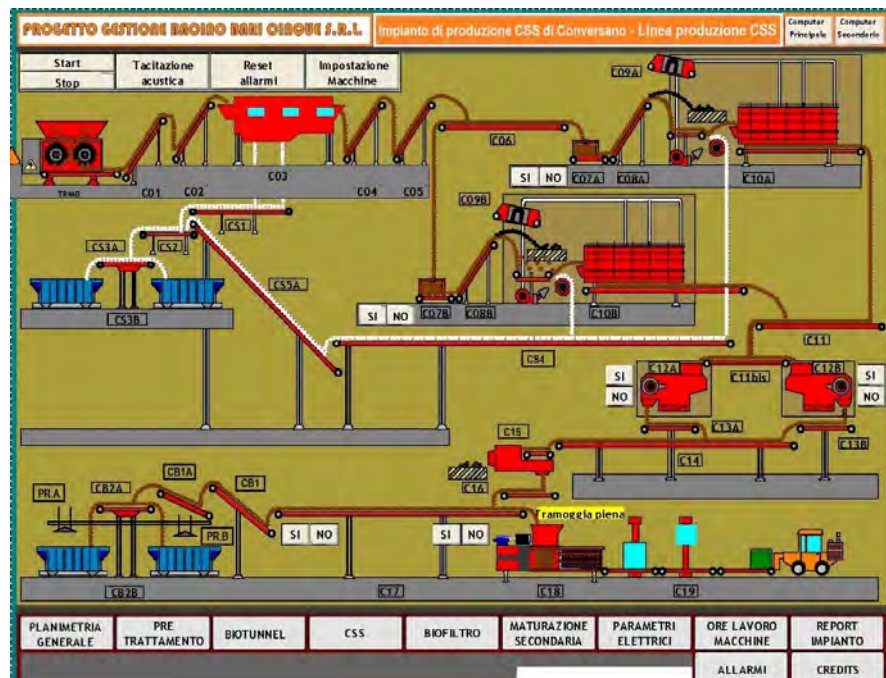 PROGETTO GESTIONE BACINO BARI CINQUE S.R.L.
Impianto di produzione CSS di Conversano - Linea produzione CSS
Computer Principale
Computer Secondario
Start
Stop
Tacitazione acustica
Reset allarmi
Impostazione Macchine
C09A
C06
C03
SI NO
C07A
C08A
C10A
TRMO
C01
C02
C04
C05
CS1
CS2
CS3A
C09B
CS5A
CS3B
SI NO
C07B
C08B
C10B
C11
CS4
SI
NO
C12A
C11bis
C12B
SI
NO
C15
C13A
C13B
C14
C16
CB1A
CB1
CB2A
PR.A
PR.B
SI NO
SI NO
Tramoggia piena
CB2B
C17
C18
C19
PLANIMETRIA GENERALE
PRE TRATTAMENTO
BIOTUNNEL
CSS
BIOFILTRO
MATURAZIONE SECONDARIA
PARAMETRI ELETTRICI
ORE LAVORO MACCHINE
REPORT IMPIANTO
ALLARMI
CREDITS